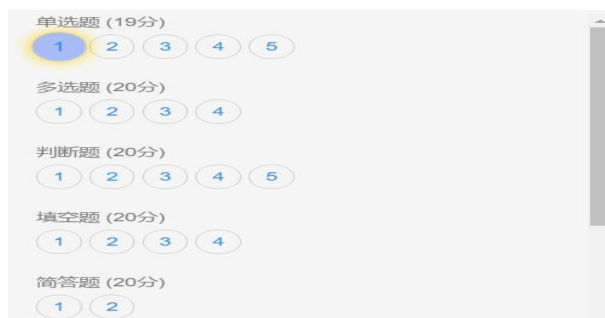 单选题 (19分)
1 2 3 4 5
多选题 (20分)
1 2 3 4
判断题 (20分)
1 2 3 4 5
填空题 (20分)
1 2 3 4
简答题 (20分)
1 2